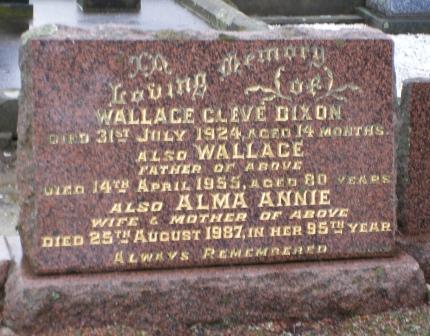 In
Loving Memory
(of)
WALLACE CLEVE DIXON
DIED 31ST JULY 1924, AGED 14 MONTHS.
ALSO WALLACE
FATHER OF ABOVE
DIED 14TH APRIL 1955, AGED 80 YEARS
ALSO ALMA ANNIE
WIFE & MOTHER OF ABOVE
DIED 25TH AUGUST 1987, IN HER 95TH YEAR
ALWAYS REMEMBERED